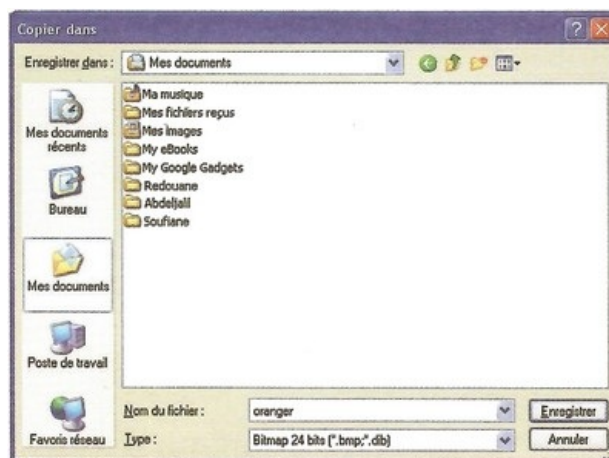 Copier dans
Enregistrer dans : Mes documents
Ma musique
Mes fichiers reçus
Mes images
My eBooks
My Google Gadgets
Redouane
Abdeljalil
Soufiane
Mes documents
récents
Bureau
Mes documents
Poste de travail
Favoris réseau
Nom du fichier : oranger Enregistrer
Type : Bitmap 24 bits (*.bmp;*.dib) Annuler